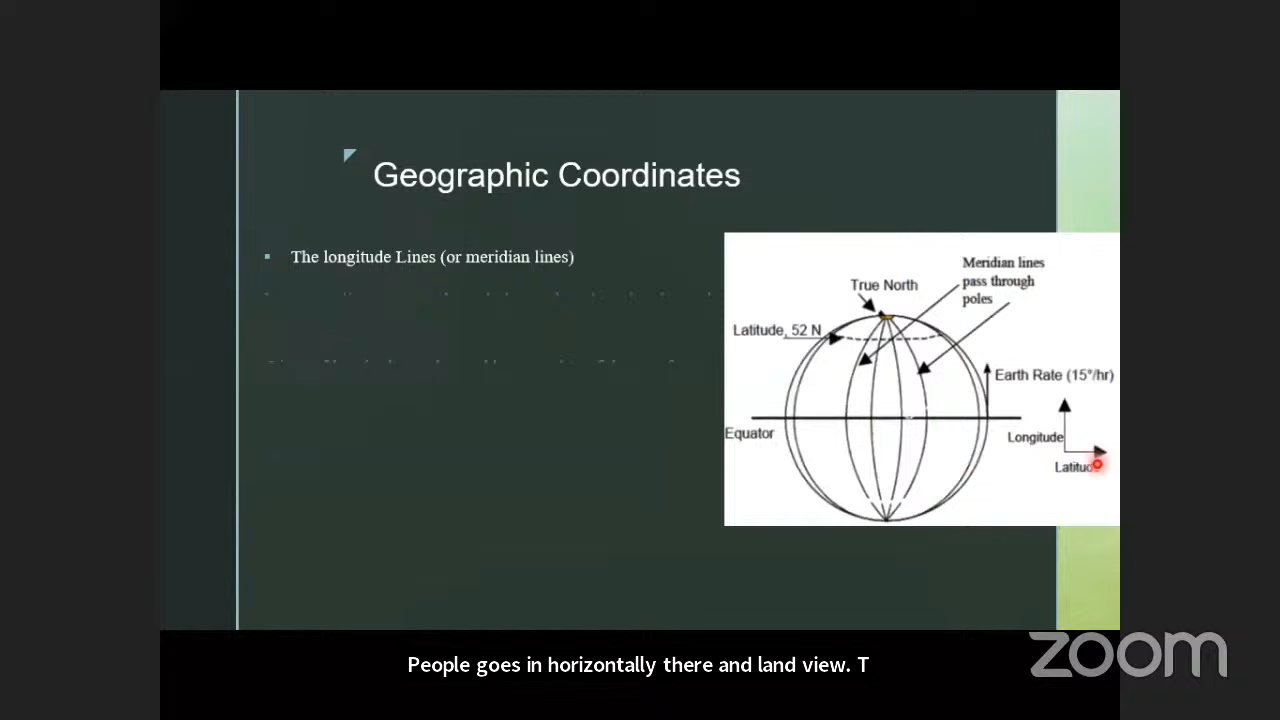 Geographic Coordinates
The longitude Lines (or meridian lines)
Meridian lines
pass through
poles
True North
Latitude, 52 N
Earth Rate (15°/hr)
Equator
Longitude
Latitud
People goes in horizontally there and land view. T
zoom